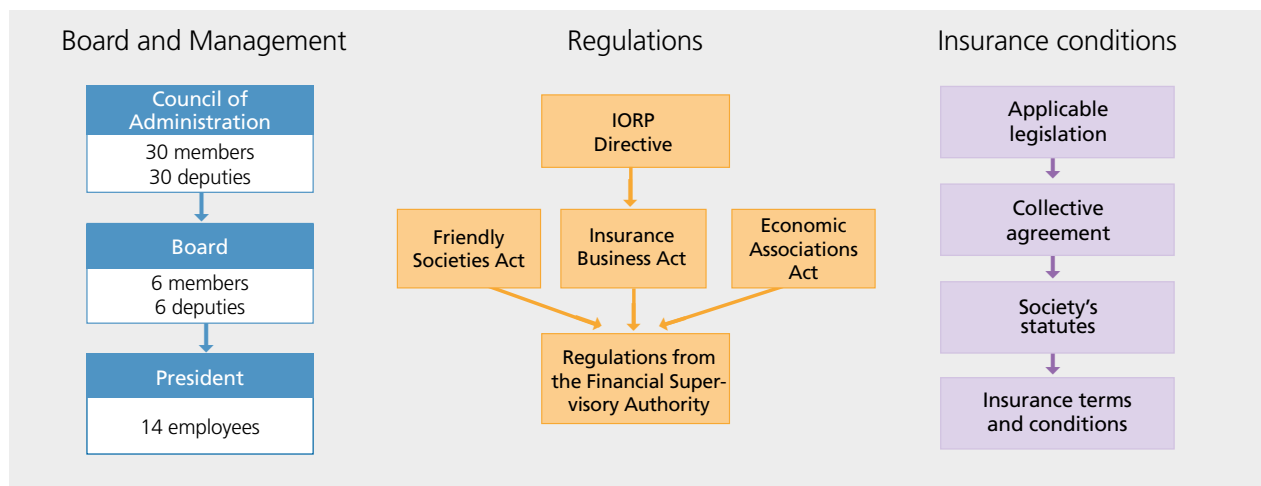 Board and Management
Council of
Administration
30 members
30 deputies
Board
6 members
6 deputies
President
14 employees
Regulations
IORP
Directive
Friendly
Societies Act
Insurance
Business Act
Economic
Associations
Act
Regulations from
the Financial Super-
visory Authority
Insurance conditions
Applicable
legislation
Collective
agreement
Society's
statutes
Insurance terms
and conditions